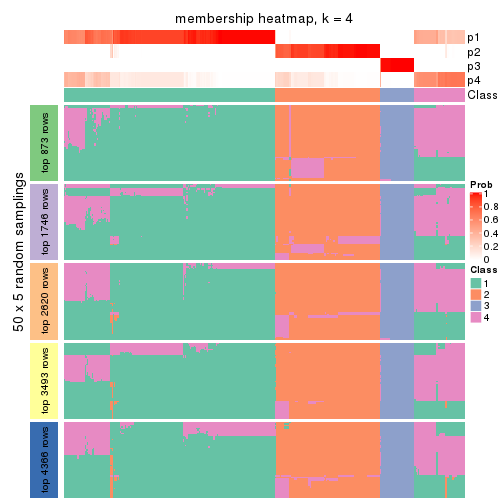 membership heatmap, k = 4
p1
p2
p3
p4
Class
50 x 5 random samplings
top 873 rows
top 1746 rows
top 2620 rows
top 3493 rows
top 4366 rows
Prob
1
0.8
0.6
0.4
0.2
0
Class
1
2
3
4